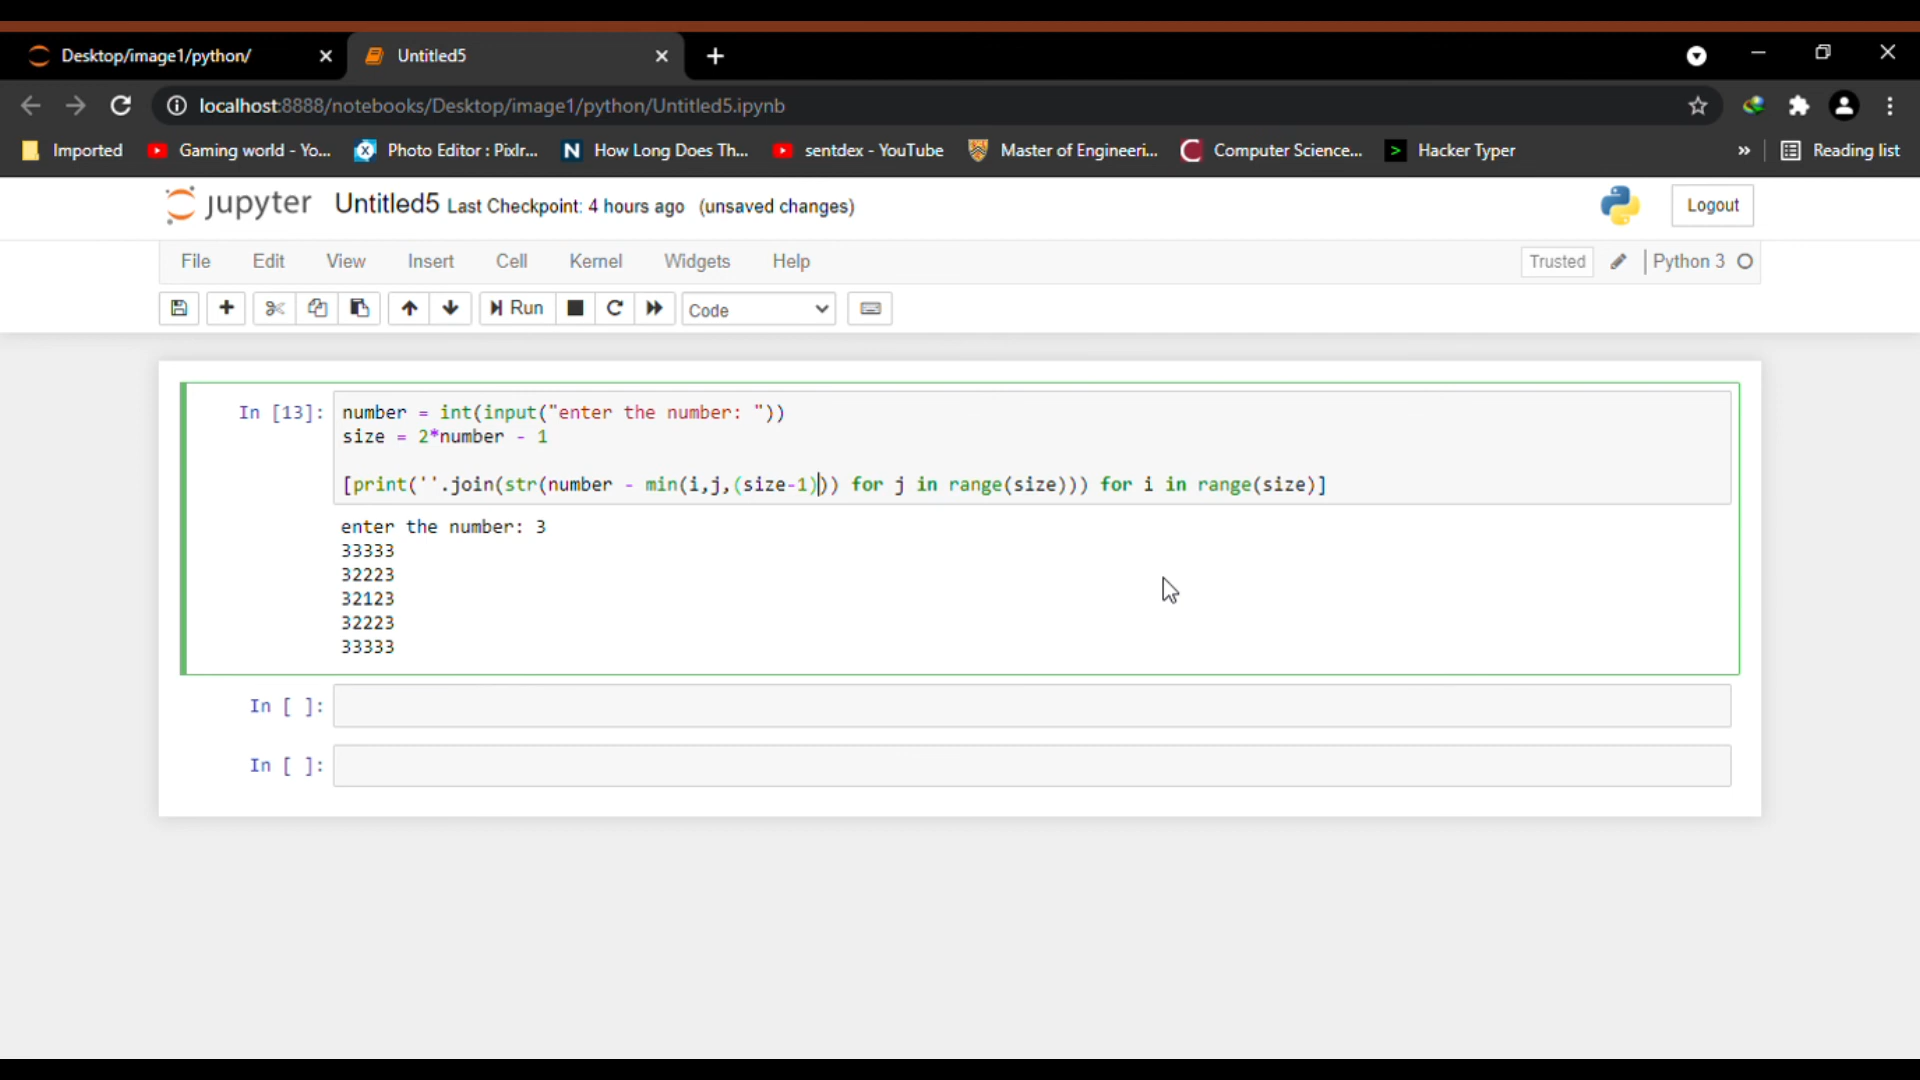 Desktop/image1/python/
Untitled5
localhost:8888/notebooks/Desktop/image1/python/Untitled5.ipynb
Imported
Gaming world - Yo...
Photo Editor : Pixlr...
How Long Does Th...
sentdex - YouTube
Master of Engineeri...
Computer Science...
Hacker Typer
»
Reading list
jupyter
Untitled5 Last Checkpoint: 4 hours ago (unsaved changes)
Logout
File Edit View Insert Cell Kernel Widgets Help
Trusted
Python 3
Run
Code
In [13]:
number = int(input("enter the number: "))
size = 2*number - 1
[print(''.join(str(number - min(i,j,(size-1))) for j in range(size))) for i in range(size)]
enter the number: 3
33333
32223
32123
32223
33333
In [ ]:
In [ ]: